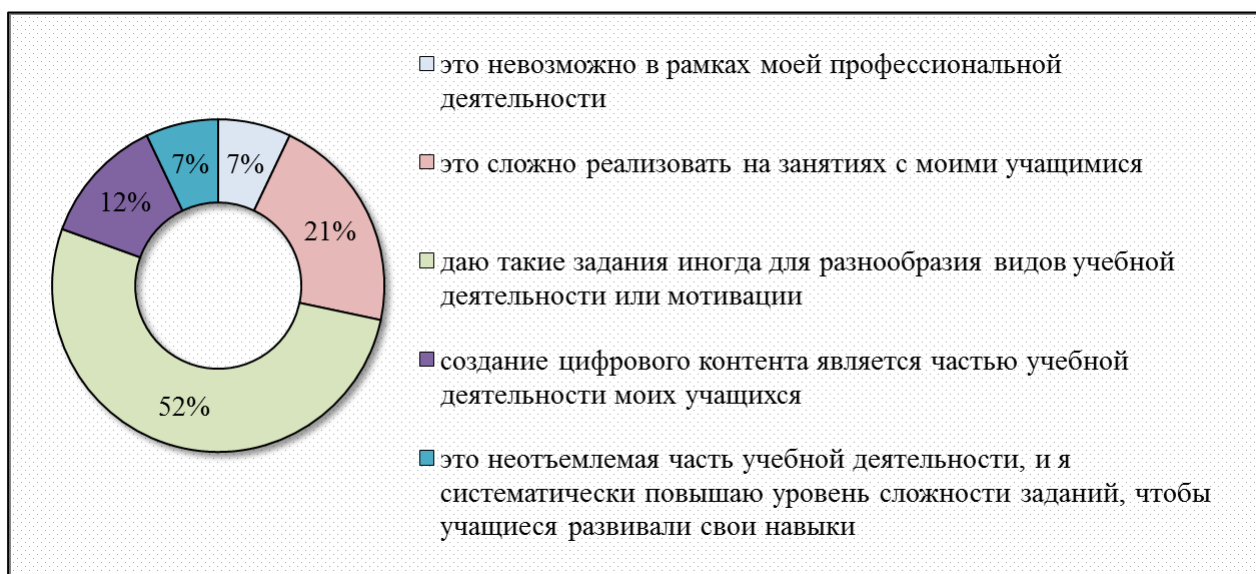 это невозможно в рамках моей профессиональной
деятельности
7%
7%
12%
21%
это сложно реализовать на занятиях с моими учащимися
даю такие задания иногда для разнообразия видов учебной
деятельности или мотивации
создание цифрового контента является частью учебной
деятельности моих учащихся
52%
это неотъемлемая часть учебной деятельности, и я
систематически повышаю уровень сложности заданий, чтобы
учащиеся развивали свои навыки